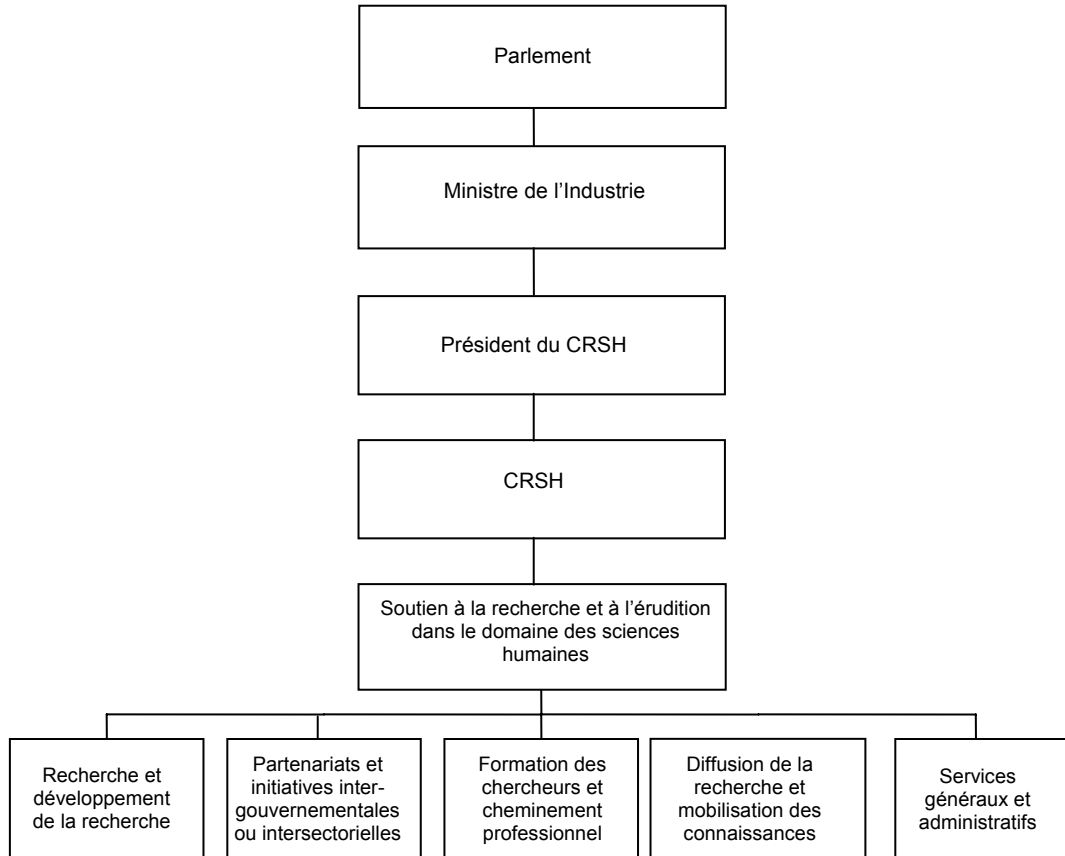 Parlement
Ministre de l’Industrie
Président du CRSH
CRSH
Soutien à la recherche et à l’érudition
dans le domaine des sciences
humaines
Recherche et
développement
de la recherche
Partenariats et
initiatives inter-
gouvernementales
ou intersectorielles
Formation des
chercheurs et
cheminement
professionnel
Diffusion de la
recherche et
mobilisation des
connaissances
Services
généraux et
administratifs